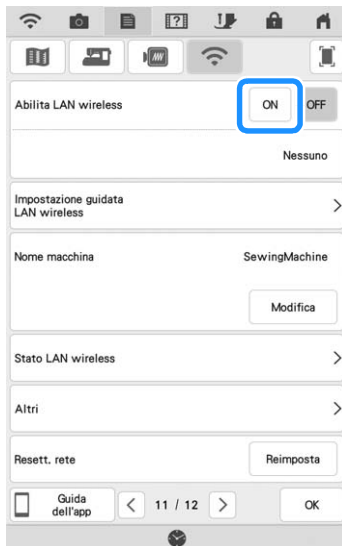 Abilita LAN wireless
ON
OFF
Nessuno
Impostazione guidata
LAN wireless
Nome macchina
SewingMachine
Modifica
Stato LAN wireless
Altri
Resett. rete
Reimposta
Guida
dell'app
11 / 12
OK